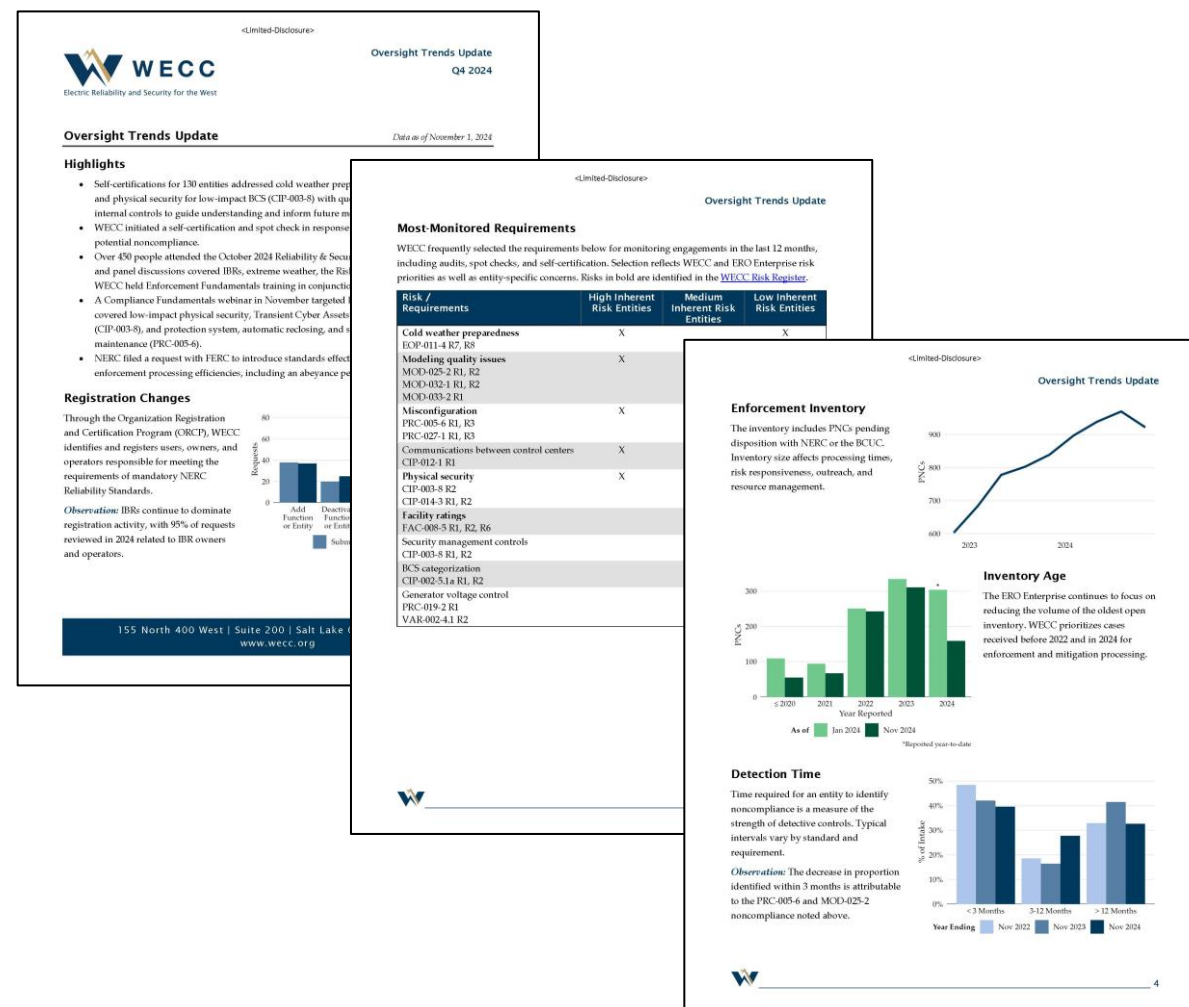 <Limited-Disclosure>
WECC
Electric Reliability and Security for the West
Oversight Trends Update
Q4 2024
Oversight Trends Update
Data as of November 1, 2024
Highlights
• Self-certifications for 130 entities addressed cold weather prep
and physical security for low-impact BCS (CIP-003-8) with qu
internal controls to guide understanding and inform future m
• WECC initiated a self-certification and spot check in response
potential noncompliance.
• Over 450 people attended the October 2024 Reliability & Secu
and panel discussions covered IBRs, extreme weather, the Ris
WECC held Enforcement Fundamentals training in conjunctio
• A Compliance Fundamentals webinar in November targeted
covered low-impact physical security, Transient Cyber Assets
(CIP-003-8), and protection system, automatic reclosing, and s
maintenance (PRC-005-6).
• NERC filed a request with FERC to introduce standards effect
enforcement processing efficiencies, including an abeyance pe
Registration Changes
Through the Organization Registration
and Certification Program (ORCP), WECC
identifies and registers users, owners, and
operators responsible for meeting the
requirements of mandatory NERC
Reliability Standards.
Observation: IBRs continue to dominate
registration activity, with 95% of requests
reviewed in 2024 related to IBR owners
and operators.
Requests
80
60
40
20
0
Add Deactiva
Function Functio
or Entity or Entit
Subm
155 North 400 West | Suite 200 | Salt Lake
www.wecc.org
<Limited-Disclosure>
Oversight Trends Update
Most-Monitored Requirements
WECC frequently selected the requirements below for monitoring engagements in the last 12 months,
including audits, spot checks, and self-certification. Selection reflects WECC and ERO Enterprise risk
priorities as well as entity-specific concerns. Risks in bold are identified in the WECC Risk Register.
Risk / High Inherent Medium Low Inherent
Requirements Risk Entities Inherent Risk Risk Entities
Entities
Cold weather preparedness X X
EOP-011-4 R7, R8
Modeling quality issues X
MOD-025-2 R1, R2
MOD-032-1 R1, R2
MOD-033-2 R1
Misconfiguration X
PRC-005-6 R1, R3
PRC-027-1 R1, R3
Communications between control centers X
CIP-012-1 R1
Physical security X
CIP-003-8 R2
CIP-014-3 R1, R2
Facility ratings
FAC-008-5 R1, R2, R6
Security management controls
CIP-003-8 R1, R2
BCS categorization
CIP-002-5.1a R1, R2
Generator voltage control
PRC-019-2 R1
VAR-002-4.1 R2
<Limited-Disclosure>
Oversight Trends Update
Enforcement Inventory
The inventory includes PNCs pending
disposition with NERC or the BCUC.
Inventory size affects processing times,
risk responsiveness, outreach, and
resource management.
PNCs
900
800
700
600
2023 2024
PNCs
300
200
100
0
*
≤ 2020 2021 2022 2023 2024
Year Reported
As of Jan 2024 Nov 2024
*Reported year-to-date
Inventory Age
The ERO Enterprise continues to focus on
reducing the volume of the oldest open
inventory. WECC prioritizes cases
received before 2022 and in 2024 for
enforcement and mitigation processing.
Detection Time
Time required for an entity to identify
noncompliance is a measure of the
strength of detective controls. Typical
intervals vary by standard and
requirement.
Observation: The decrease in proportion
identified within 3 months is attributable
to the PRC-005-6 and MOD-025-2
noncompliance noted above.
% of Intake
50%
40%
30%
20%
10%
0%
< 3 Months 3-12 Months > 12 Months
Year Ending Nov 2022 Nov 2023 Nov 2024
4